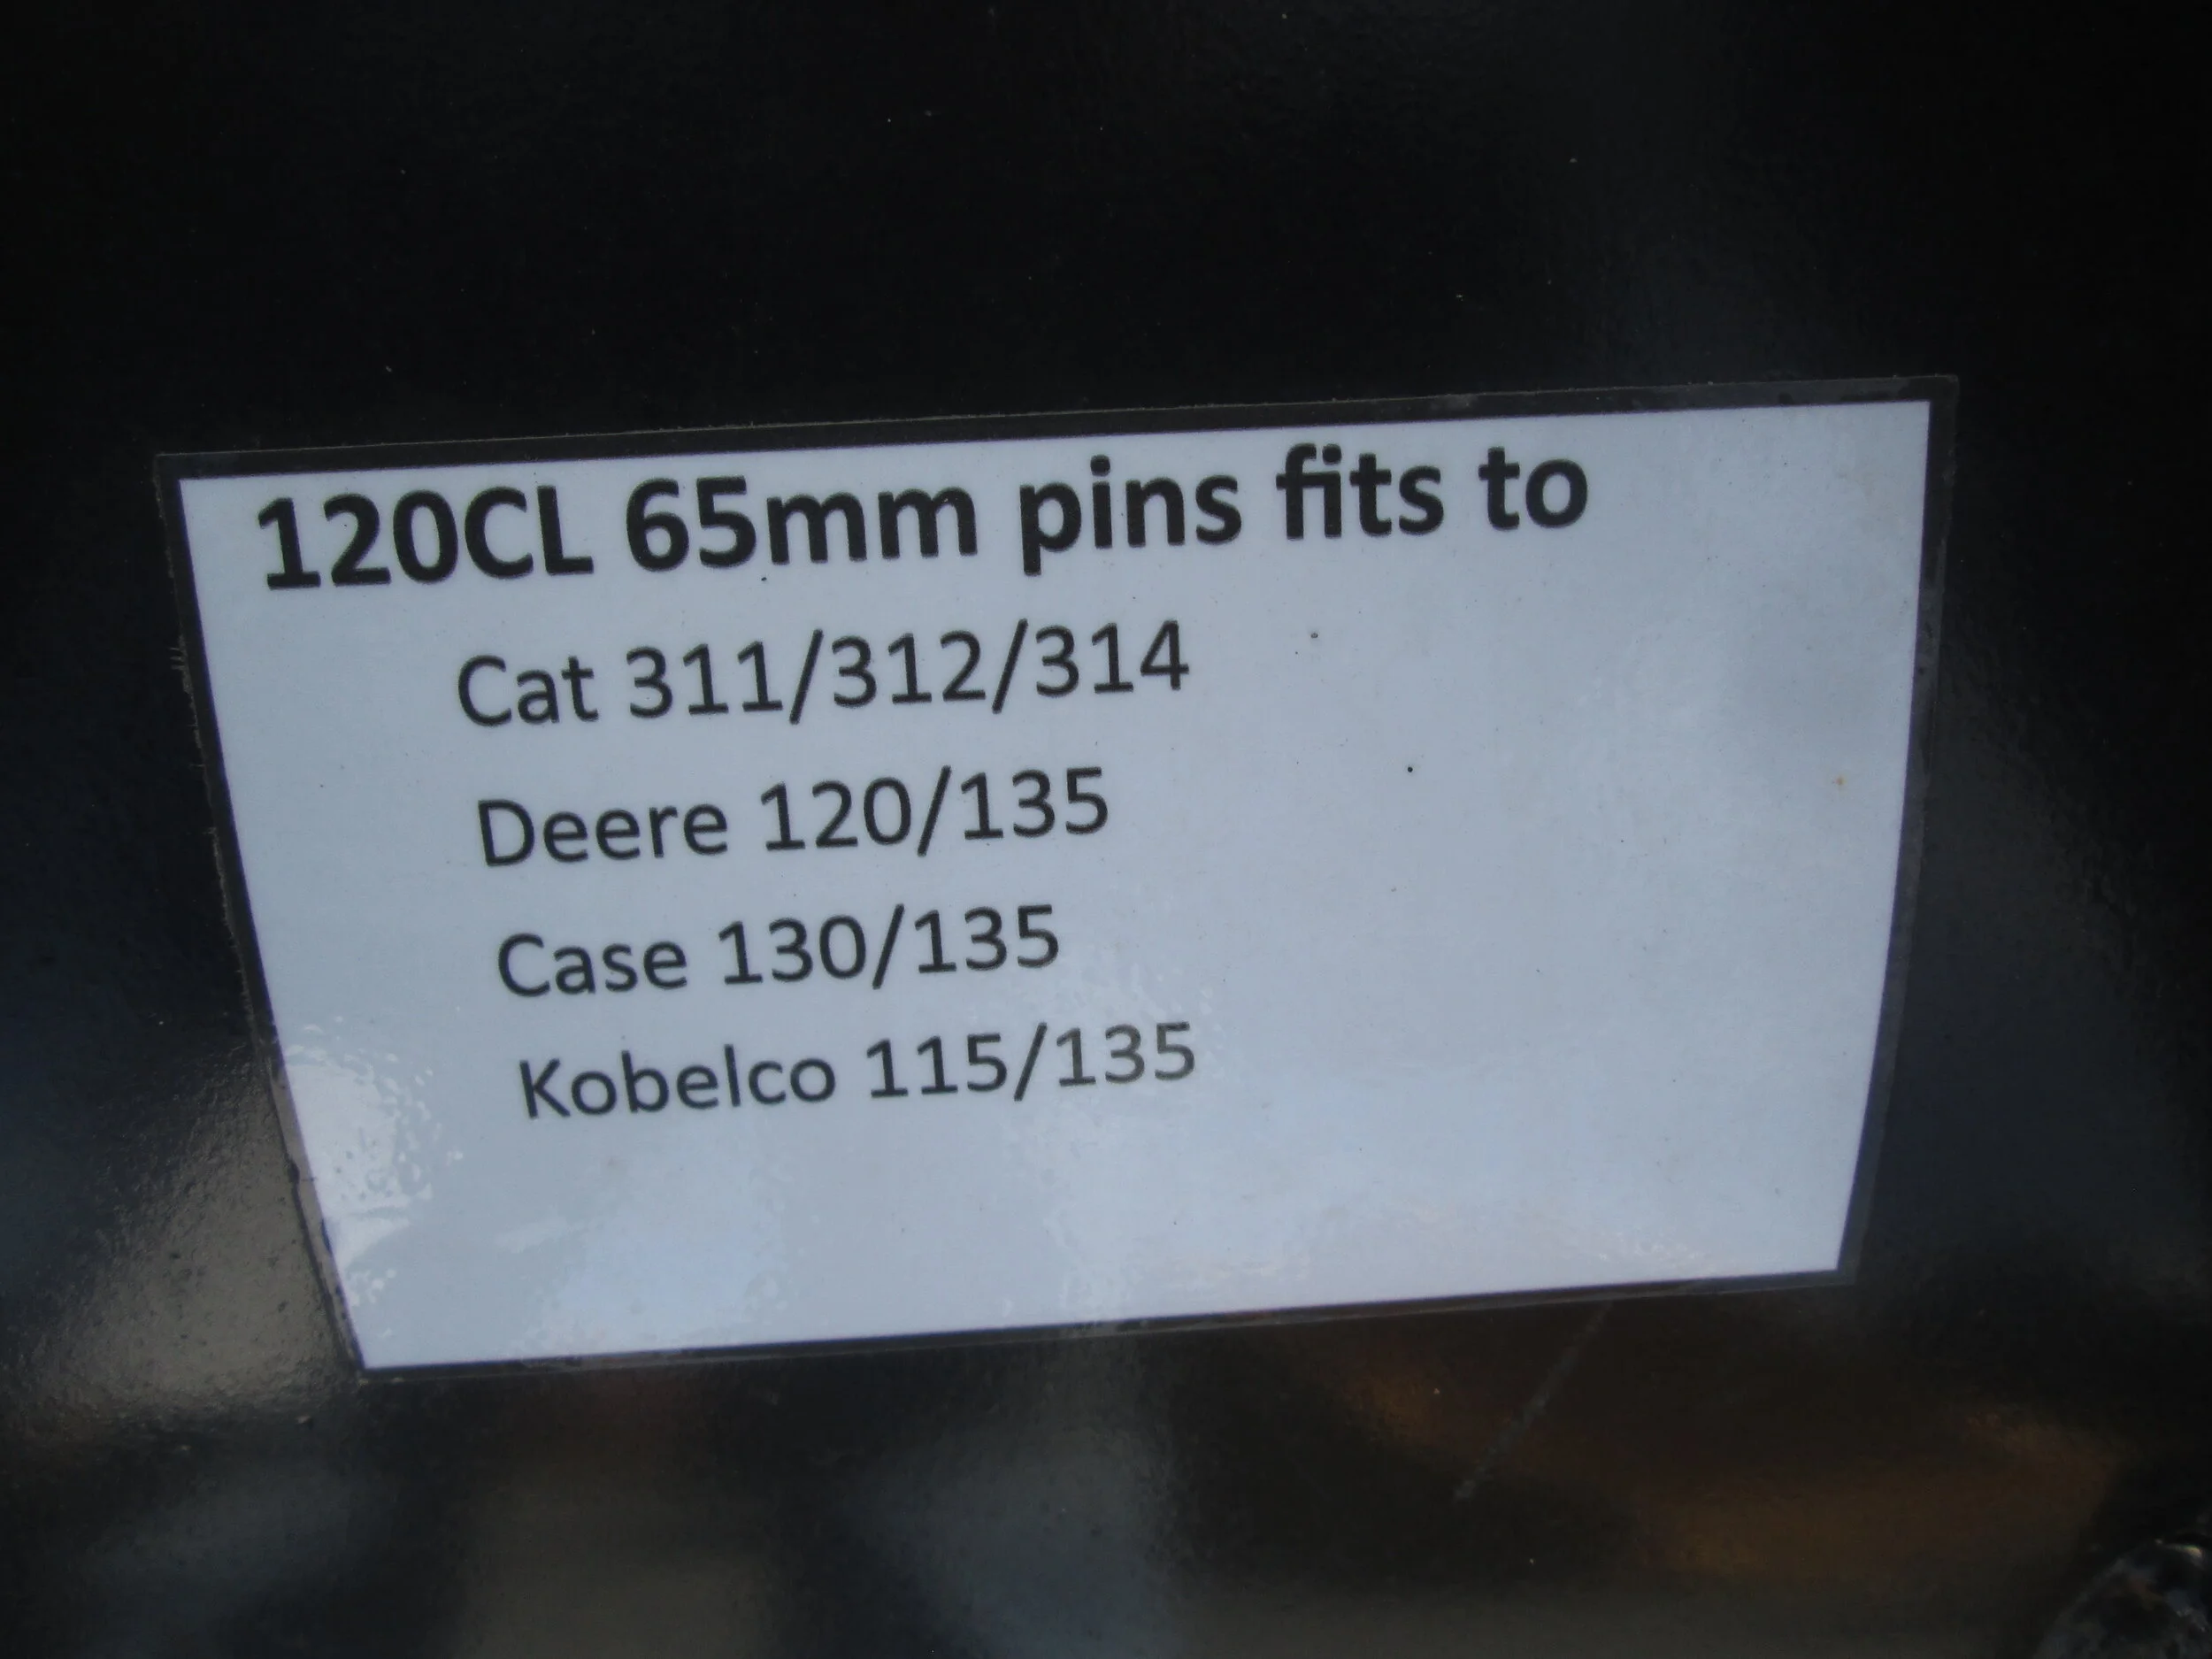 120CL 65mm pins fits to
Cat 311/312/314
Deere 120/135
Case 130/135
Kobelco 115/135